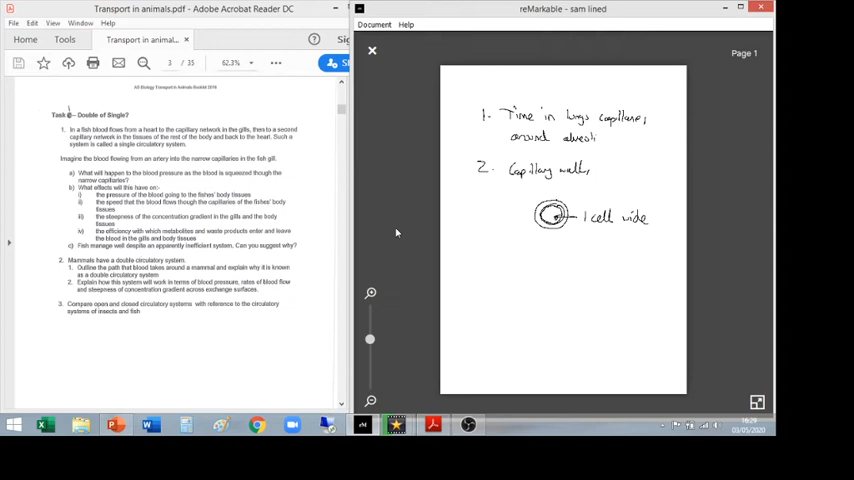 Transport in animals.pdf - Adobe Acrobat Reader DC
File Edit View Window Help
Home Tools Transport in animal... ×
3 / 35 62.3%
AS Biology Transport in Animals Booklet 2016
Task – Double of Single?
1. In a fish blood flows from a heart to the capillary network in the gills, then to a second
capillary network in the tissues of the rest of the body and back to the heart. Such a
system is called a single circulatory system.
Imagine the blood flowing from an artery into the narrow capillaries in the fish gill.
a) What will happen to the blood pressure as the blood is squeezed though the
narrow capillaries?
b) What effects will this have on:-
i) the pressure of the blood going to the fishes' body tissues
ii) the speed that the blood flows though the capillaries of the fishes' body
tissues
iii) the steepness of the concentration gradient in the gills and the body
tissues
iv) the efficiency with which metabolites and waste products enter and leave
the blood in the gills and body tissues
c) Fish manage well despite an apparently inefficient system. Can you suggest why?
2. Mammals have a double circulatory system.
1. Outline the path that blood takes around a mammal and explain why it is known
as a double circulatory system
2. Explain how this system will work in terms of blood pressure, rates of blood flow
and steepness of concentration gradient across exchange surfaces.
3. Compare open and closed circulatory systems with reference to the circulatory
systems of insects and fish
reMarkable - sam lined
Document Help
Page 1
1. Time in lungs capillaries
around alveoli
2. Capillary walls
1 cell wide
16:29
03/05/2020